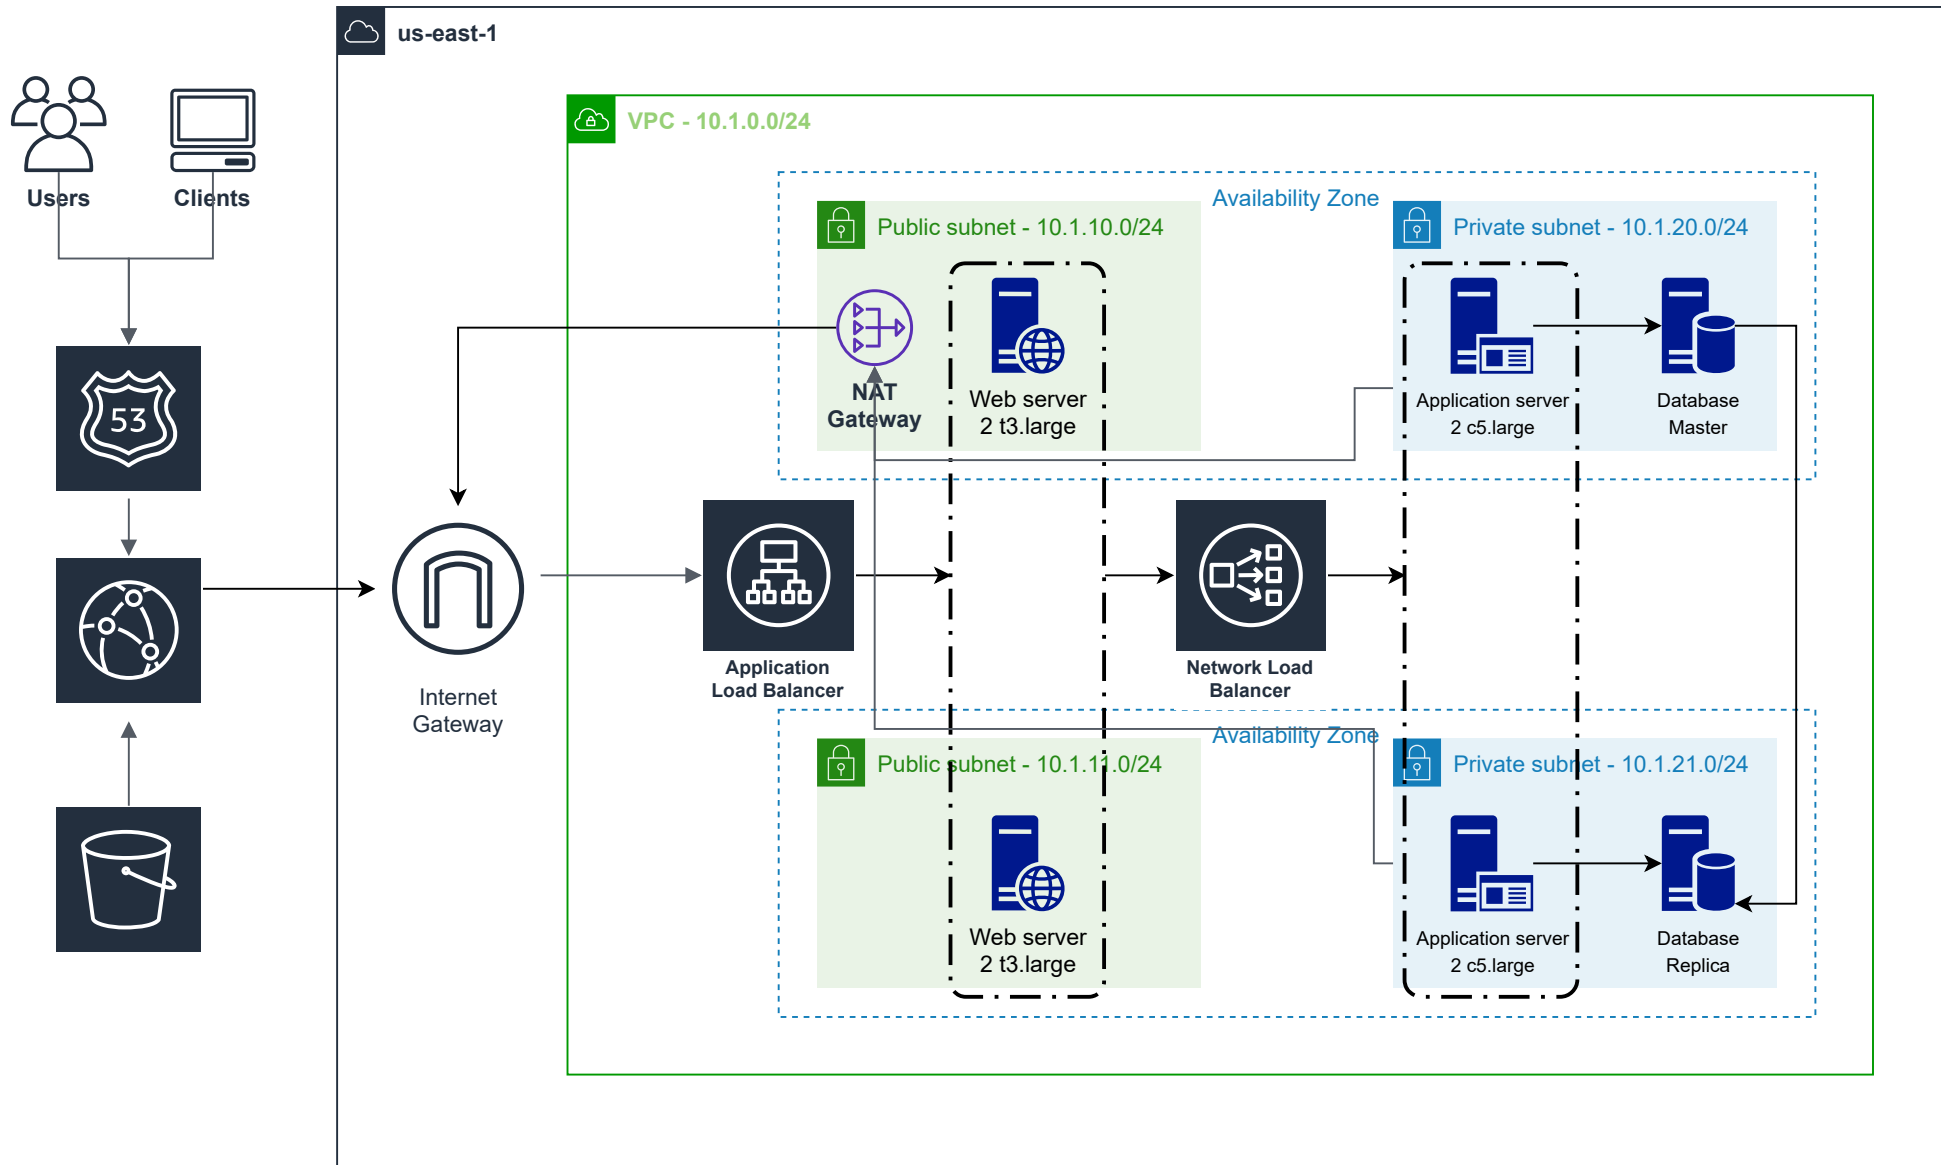 us-east-1
VPC - 10.1.0.0/24
Users
Clients
Availability Zone
Public subnet - 10.1.10.0/24
Private subnet - 10.1.20.0/24
53
NAT
Gateway
Web server
2 t3.large
Application server
2 c5.large
Database
Master
Internet
Gateway
Application
Load Balancer
Network Load
Balancer
Availability Zone
Public subnet - 10.1.11.0/24
Private subnet - 10.1.21.0/24
Web server
2 t3.large
Application server
2 c5.large
Database
Replica